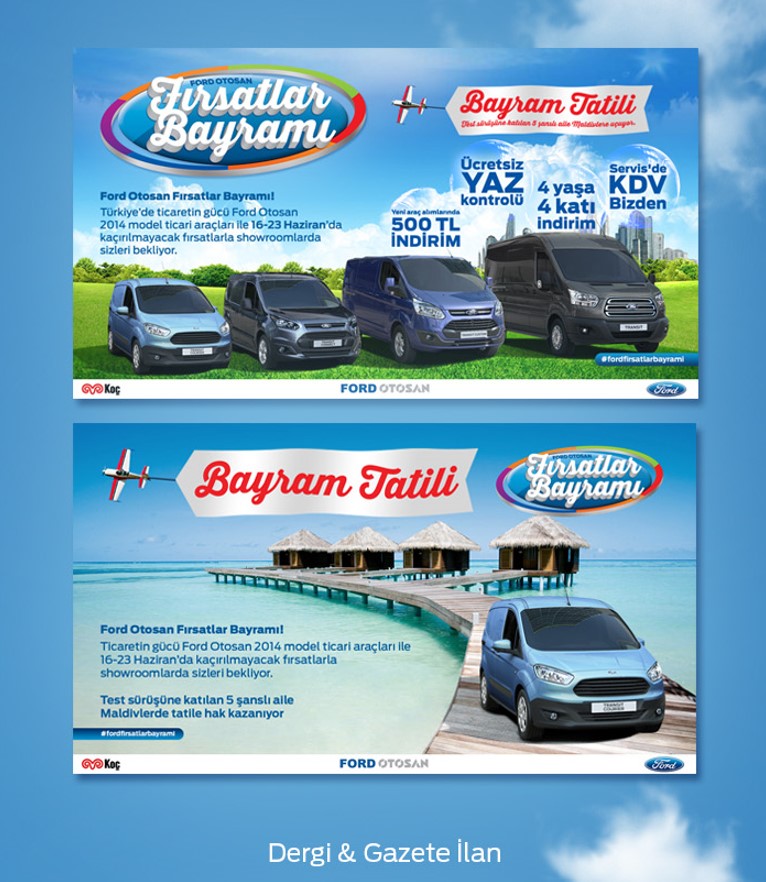 FORD OTOSAN
Fırsatlar
Bayramı
Bayram Tatili
Test sürüşüne katılan 5 şanslı aile Maldivlere uçuyor.
Ford Otosan Fırsatlar Bayramı!
Türkiye'de ticaretin gücü Ford Otosan
2014 model ticari araçları ile 16-23 Haziran'da
kaçırılmayacak fırsatlarla showroomlarda
sizleri bekliyor.
Yeni araç alımlarında
500 TL
İNDİRİM
Ücretsiz
YAZ
kontrolü
4 yaşa
4 katı
indirim
Servis'de
KDV
Bizden
TRANSIT
#fordfirsatlarbayrami
Koç
FORD OTOSAN
Ford
Bayram Tatili
FORD OTOSAN
Fırsatlar
Bayramı
Ford Otosan Fırsatlar Bayramı!
Ticaretin gücü Ford Otosan 2014 model ticari araçları ile
16-23 Haziran'da kaçırılmayacak fırsatlarla
showroomlarda sizleri bekliyor.
Test sürüşüne katılan 5 şanslı aile
Maldivlerde tatile hak kazanıyor
TRANSIT
COURIER
#fordfirsatlarbayrami
Koç
FORD OTOSAN
Ford
Dergi & Gazete İlan